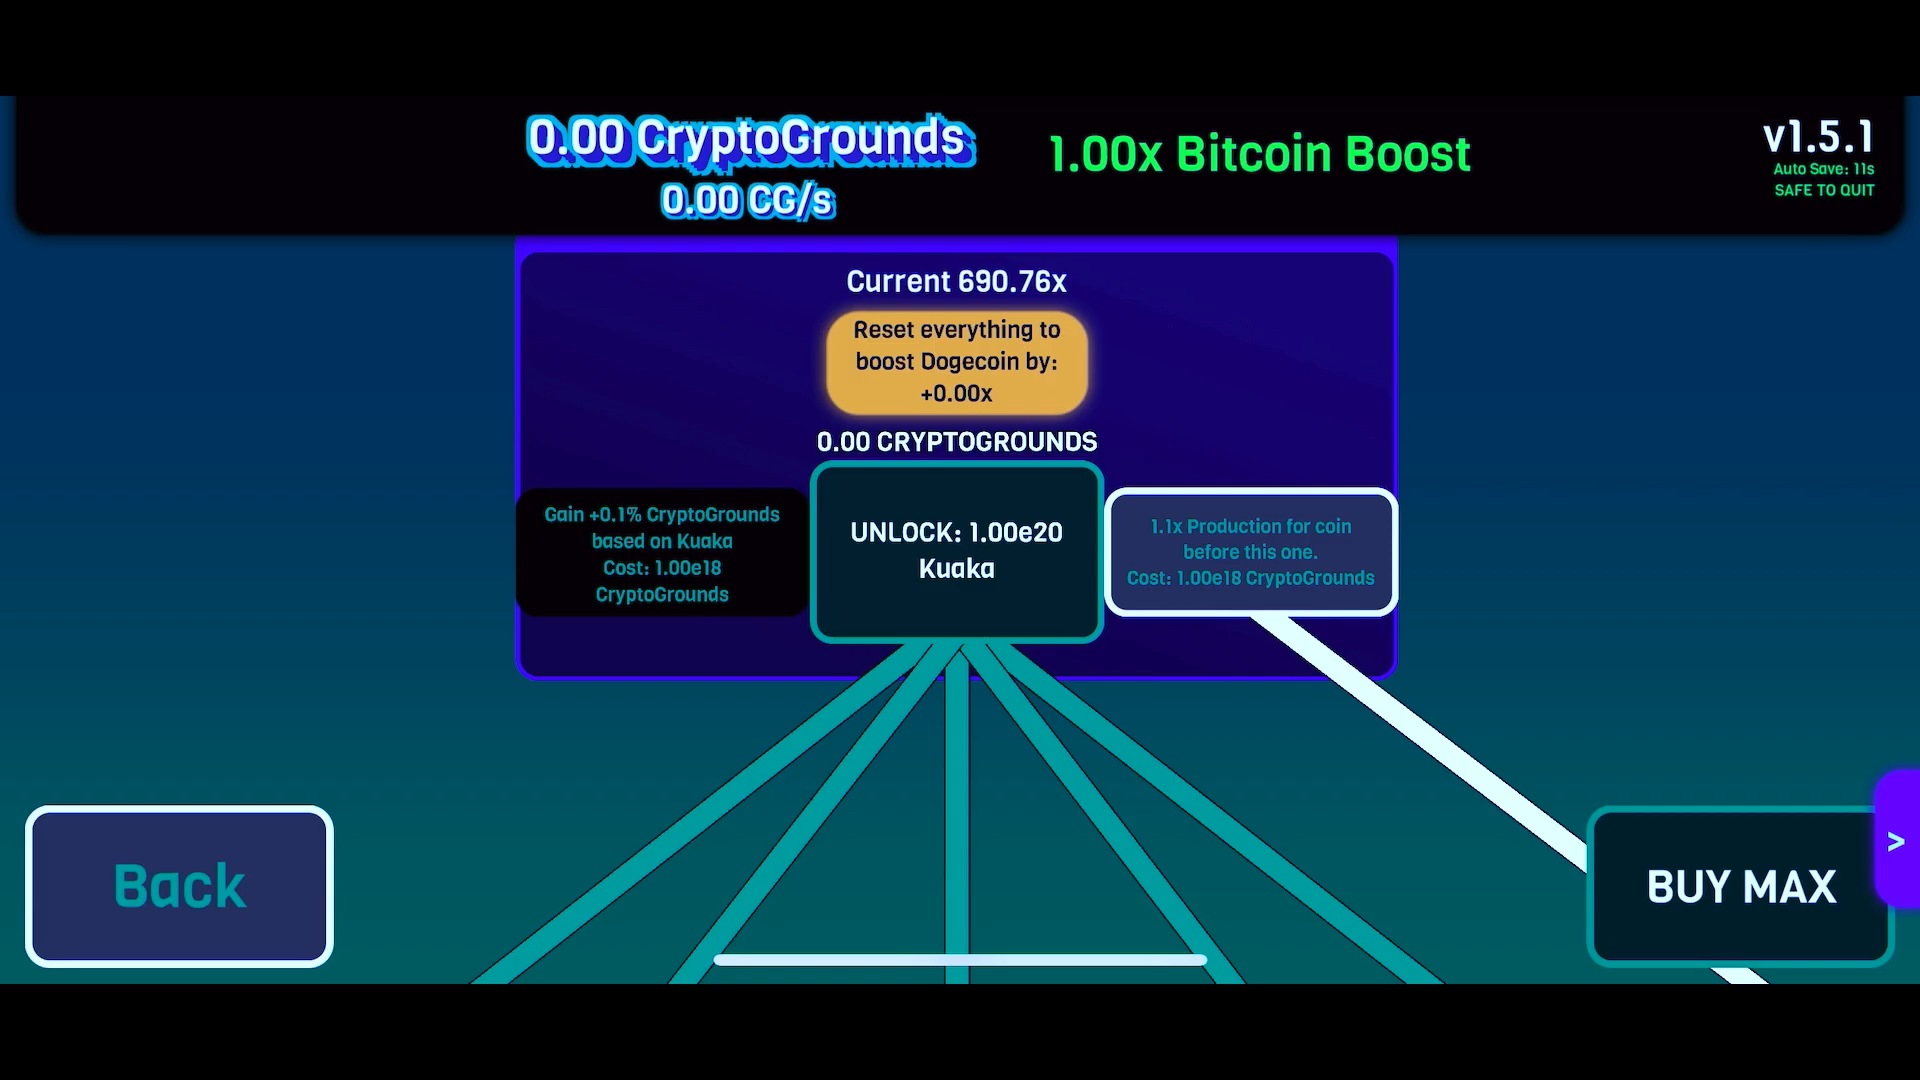 0.00 CryptoGrounds
0.00 CG/s
1.00x Bitcoin Boost
v1.5.1
Auto Save: 11s
SAFE TO QUIT
Current 690.76x
Reset everything to
boost Dogecoin by:
+0.00x
0.00 CRYPTOGROUNDS
Gain +0.1% CryptoGrounds
based on Kuaka
Cost: 1.00e18
CryptoGrounds
UNLOCK: 1.00e20
Kuaka
1.1x Production for coin
before this one.
Cost: 1.00e18 CryptoGrounds
Back
BUY MAX
>